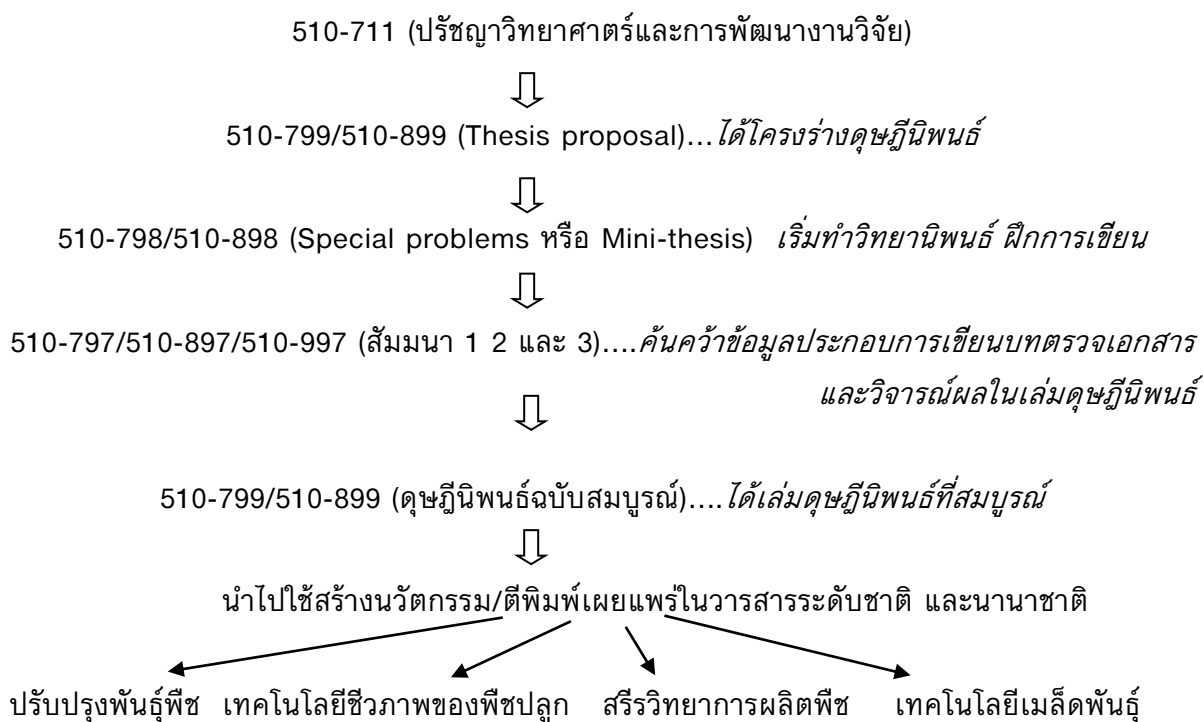 510-711 (ปรัชญาวิทยาศาตร์และการพัฒนางานวิจัย)
510-799/510-899 (Thesis proposal)...ได้โครงร่างดุษฎีนิพนธ์
510-798/510-898 (Special problems หรือ Mini-thesis) เริ่มทำวิทยานิพนธ์ ฝึกการเขียน
510-797/510-897/510-997 (สัมมนา 1 2 และ 3)....ค้นคว้าข้อมูลประกอบการเขียนบทตรวจเอกสาร
และวิจารณ์ผลในเล่มดุษฎีนิพนธ์
510-799/510-899 (ดุษฎีนิพนธ์ฉบับสมบูรณ์)....ได้เล่มดุษฎีนิพนธ์ที่สมบูรณ์
นำไปใช้สร้างนวัตกรรม/ตีพิมพ์เผยแพร่ในวารสารระดับชาติ และนานาชาติ
ปรับปรุงพันธุ์พืช เทคโนโลยีชีวภาพของพืชปลูก สรีรวิทยาการผลิตพืช เทคโนโลยีเมล็ดพันธุ์